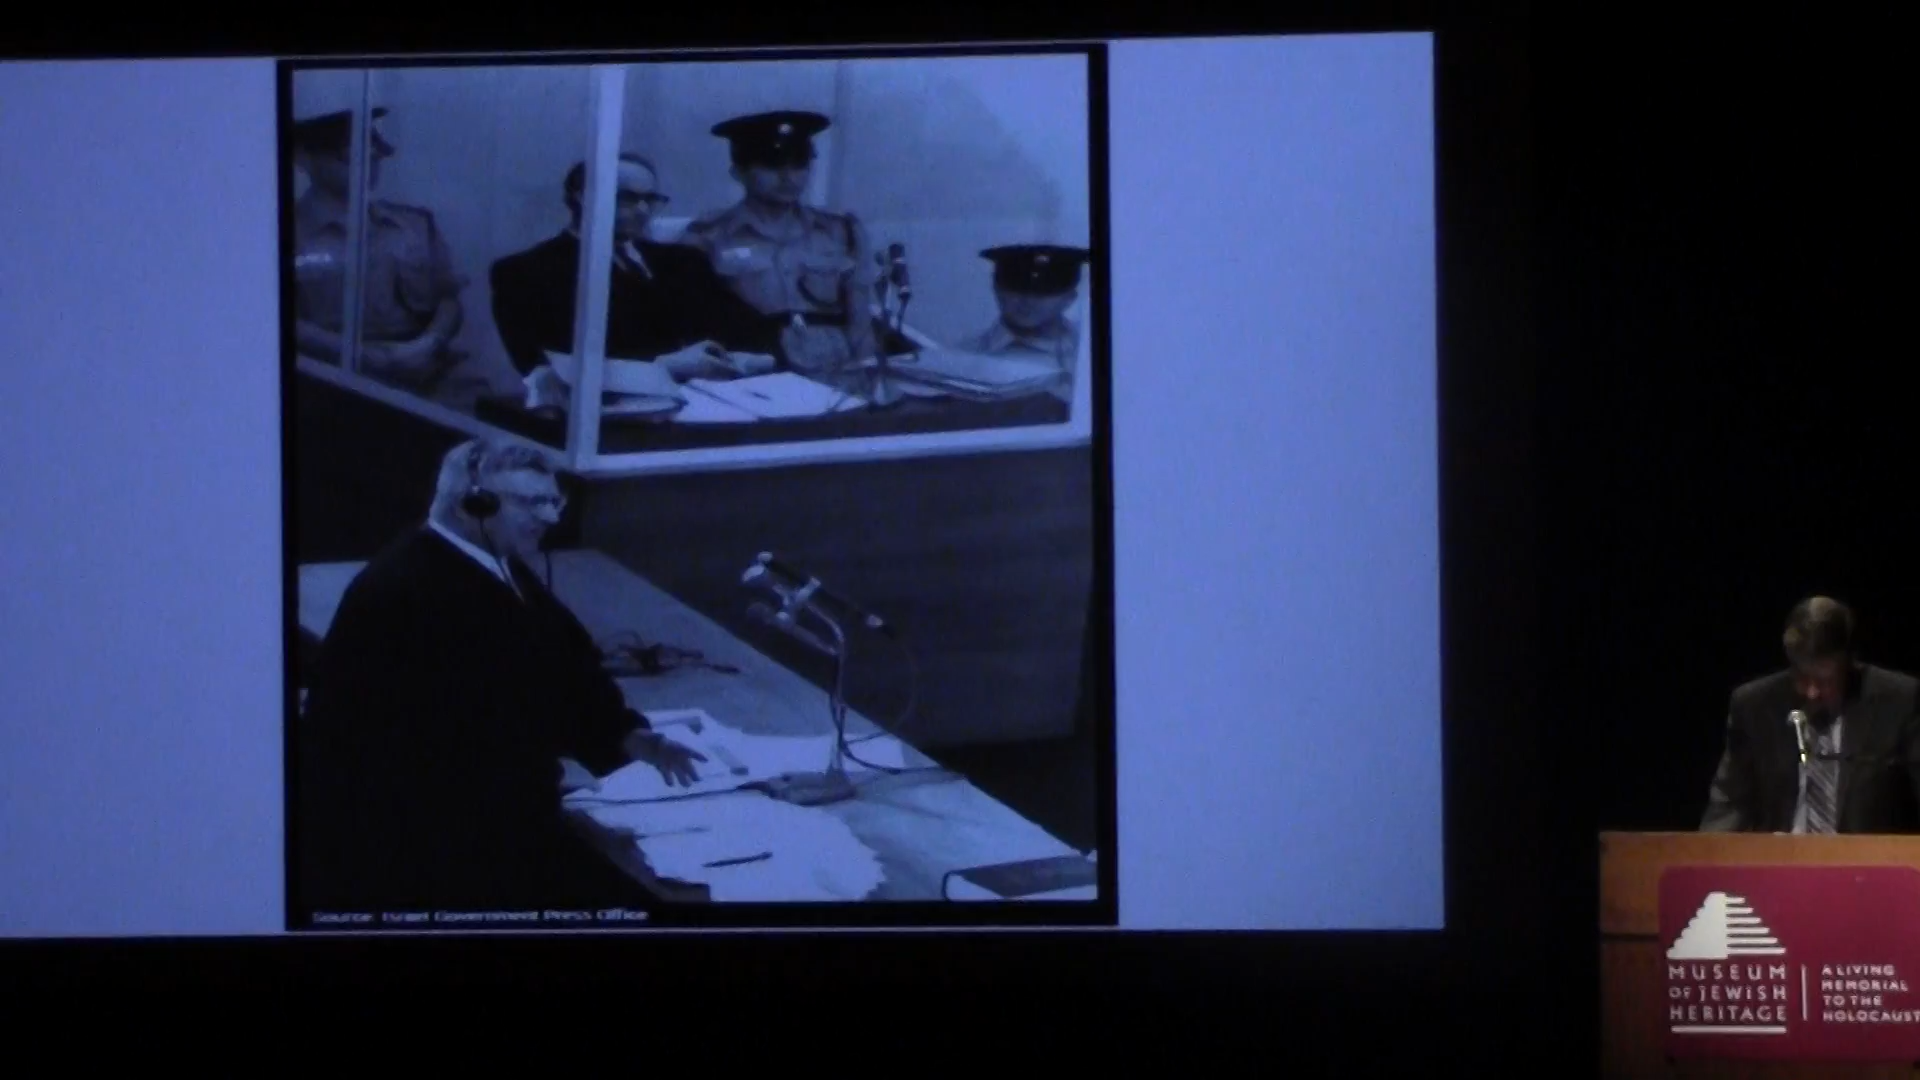 Source: Israel Government Press Office
MUSEUM
OF JEWISH
HERITAGE
A LIVING
MEMORIAL
TO THE
HOLOCAUST